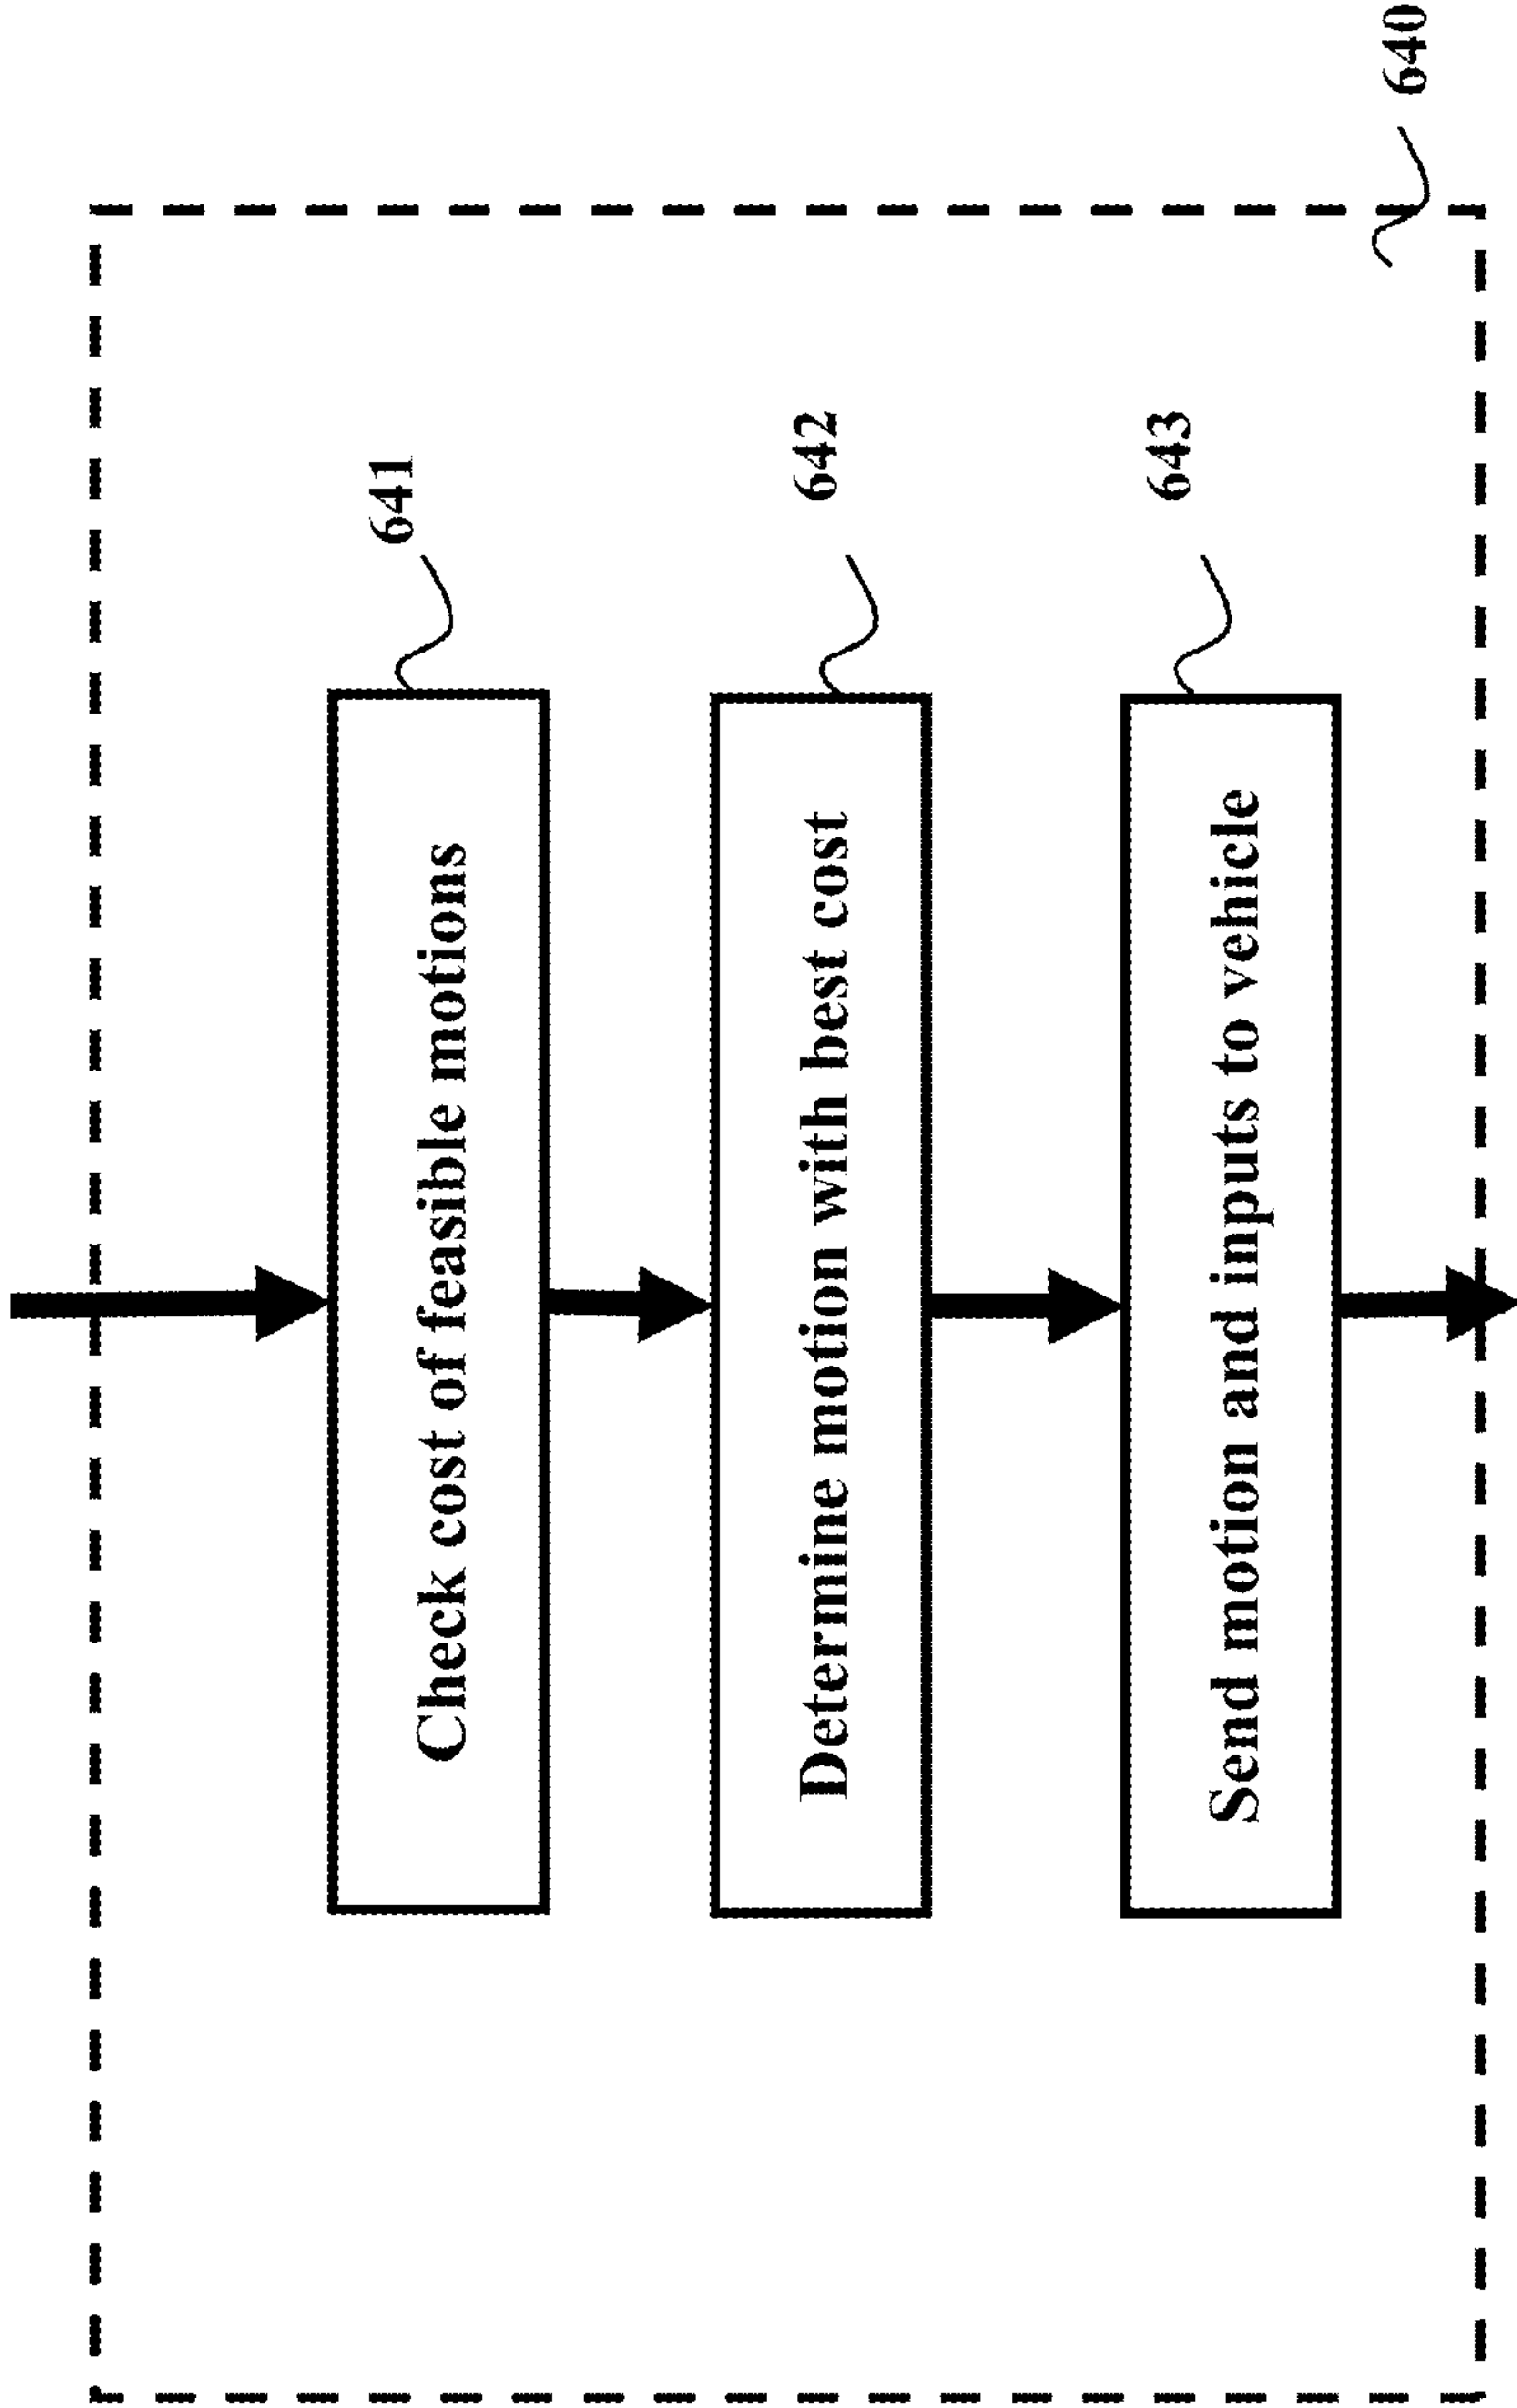 641
Check cost of feasible motions
642
Determine motion with best cost
643
Send motion and inputs to vehicle
640